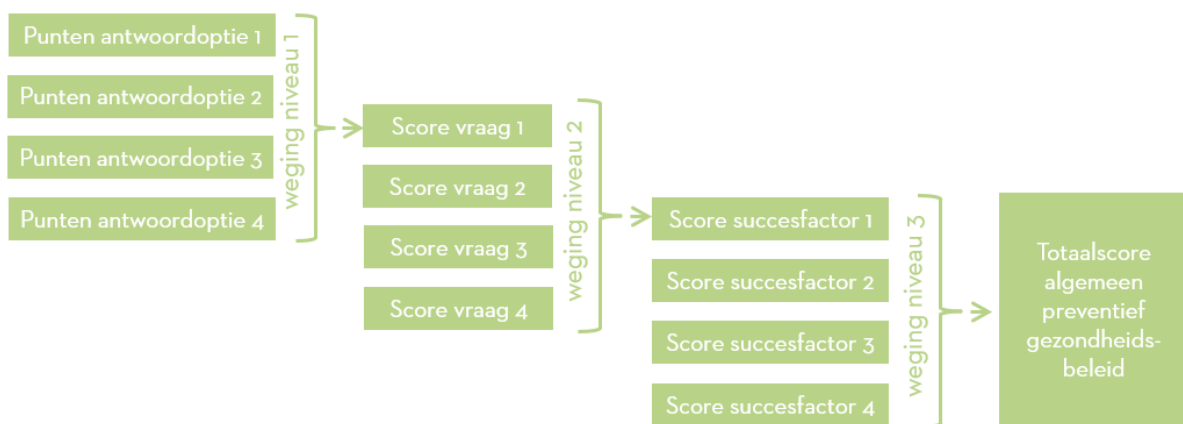 Punten antwoordoptie 1
Punten antwoordoptie 2
Punten antwoordoptie 3
Punten antwoordoptie 4
weging niveau 1
Score vraag 1
Score vraag 2
Score vraag 3
Score vraag 4
weging niveau 2
Score succesfactor 1
Score succesfactor 2
Score succesfactor 3
Score succesfactor 4
weging niveau 3
Totaalscore
algemeen
preventief
gezondheids-
beleid